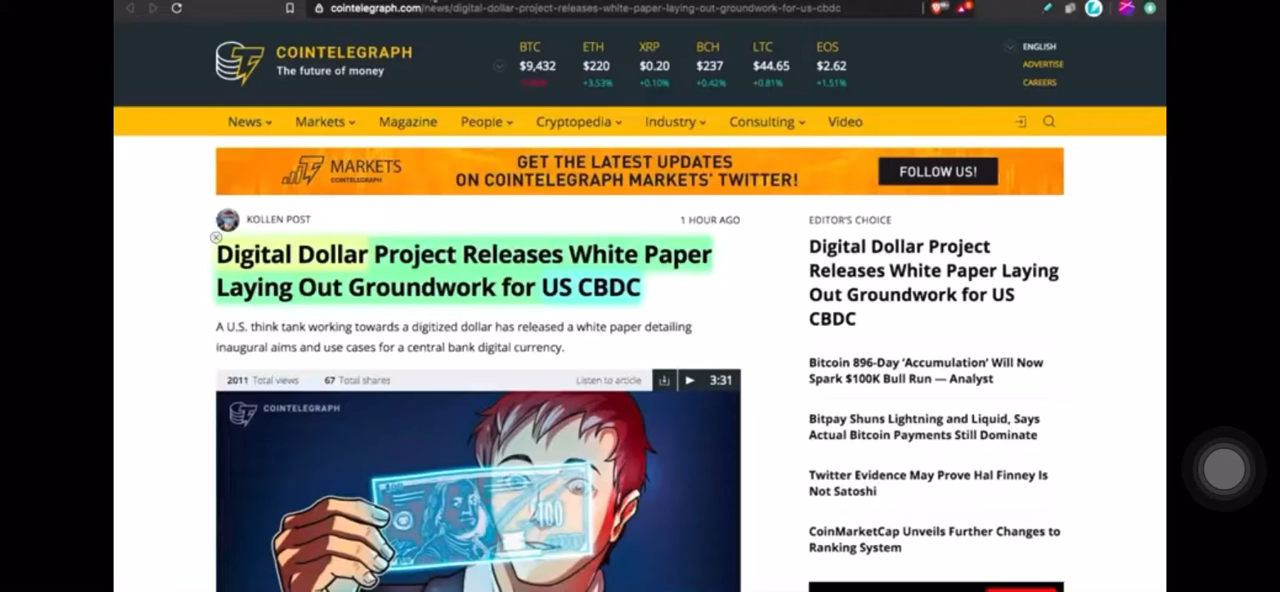 cointelegraph.com/news/digital-dollar-project-releases-white-paper-laying-out-groundwork-for-us-cbdc
COINTELEGRAPH
The future of money
BTC ETH XRP BCH LTC EOS
$9,432 $220 $0.20 $237 $44.65 $2.62
+3.53% +0.10% +0.42% +0.81% +1.51%
ENGLISH
ADVERTISE
CAREERS
News Markets Magazine People Cryptopedia Industry Consulting Video
MARKETS
COINTELEGRAPH
GET THE LATEST UPDATES
ON COINTELEGRAPH MARKETS' TWITTER!
FOLLOW US!
KOLLEN POST 1 HOUR AGO
Digital Dollar Project Releases White Paper
Laying Out Groundwork for US CBDC
A U.S. think tank working towards a digitized dollar has released a white paper detailing
inaugural aims and use cases for a central bank digital currency.
2011 Total views 67 Total shares Listen to article 3:31
COINTELEGRAPH
100
EDITOR'S CHOICE
Digital Dollar Project
Releases White Paper Laying
Out Groundwork for US
CBDC
Bitcoin 896-Day ‘Accumulation’ Will Now
Spark $100K Bull Run — Analyst
Bitpay Shuns Lightning and Liquid, Says
Actual Bitcoin Payments Still Dominate
Twitter Evidence May Prove Hal Finney Is
Not Satoshi
CoinMarketCap Unveils Further Changes to
Ranking System